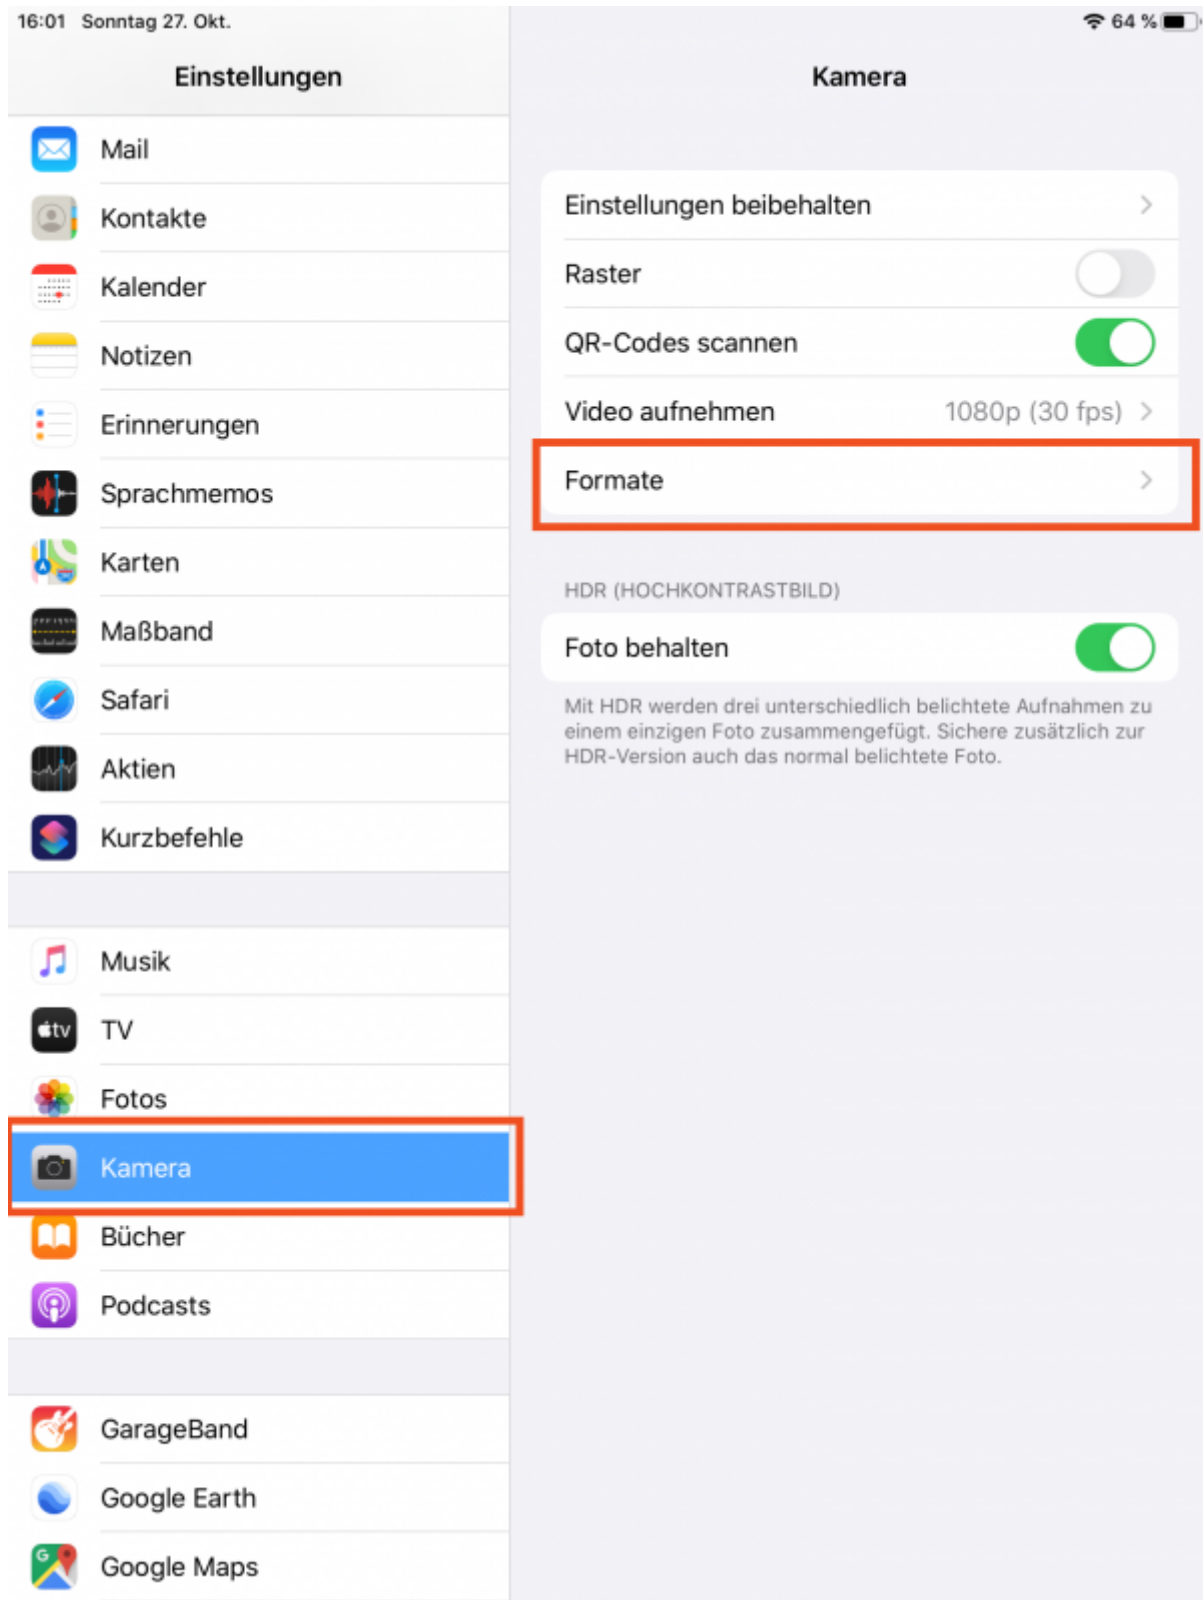 16:01 Sonntag 27. Okt.
64 %
Einstellungen
Mail
Kontakte
Kalender
Notizen
Erinnerungen
Sprachmemos
Karten
Maßband
Safari
Aktien
Kurzbefehle
Musik
tv
TV
Fotos
Kamera
Bücher
Podcasts
GarageBand
Google Earth
G
Google Maps
Kamera
Einstellungen beibehalten
Raster
QR-Codes scannen
Video aufnehmen 1080p (30 fps)
Formate
HDR (HOCHKONTRASTBILD)
Foto behalten
Mit HDR werden drei unterschiedlich belichtete Aufnahmen zu
einem einzigen Foto zusammengefügt. Sichere zusätzlich zur
HDR-Version auch das normal belichtete Foto.